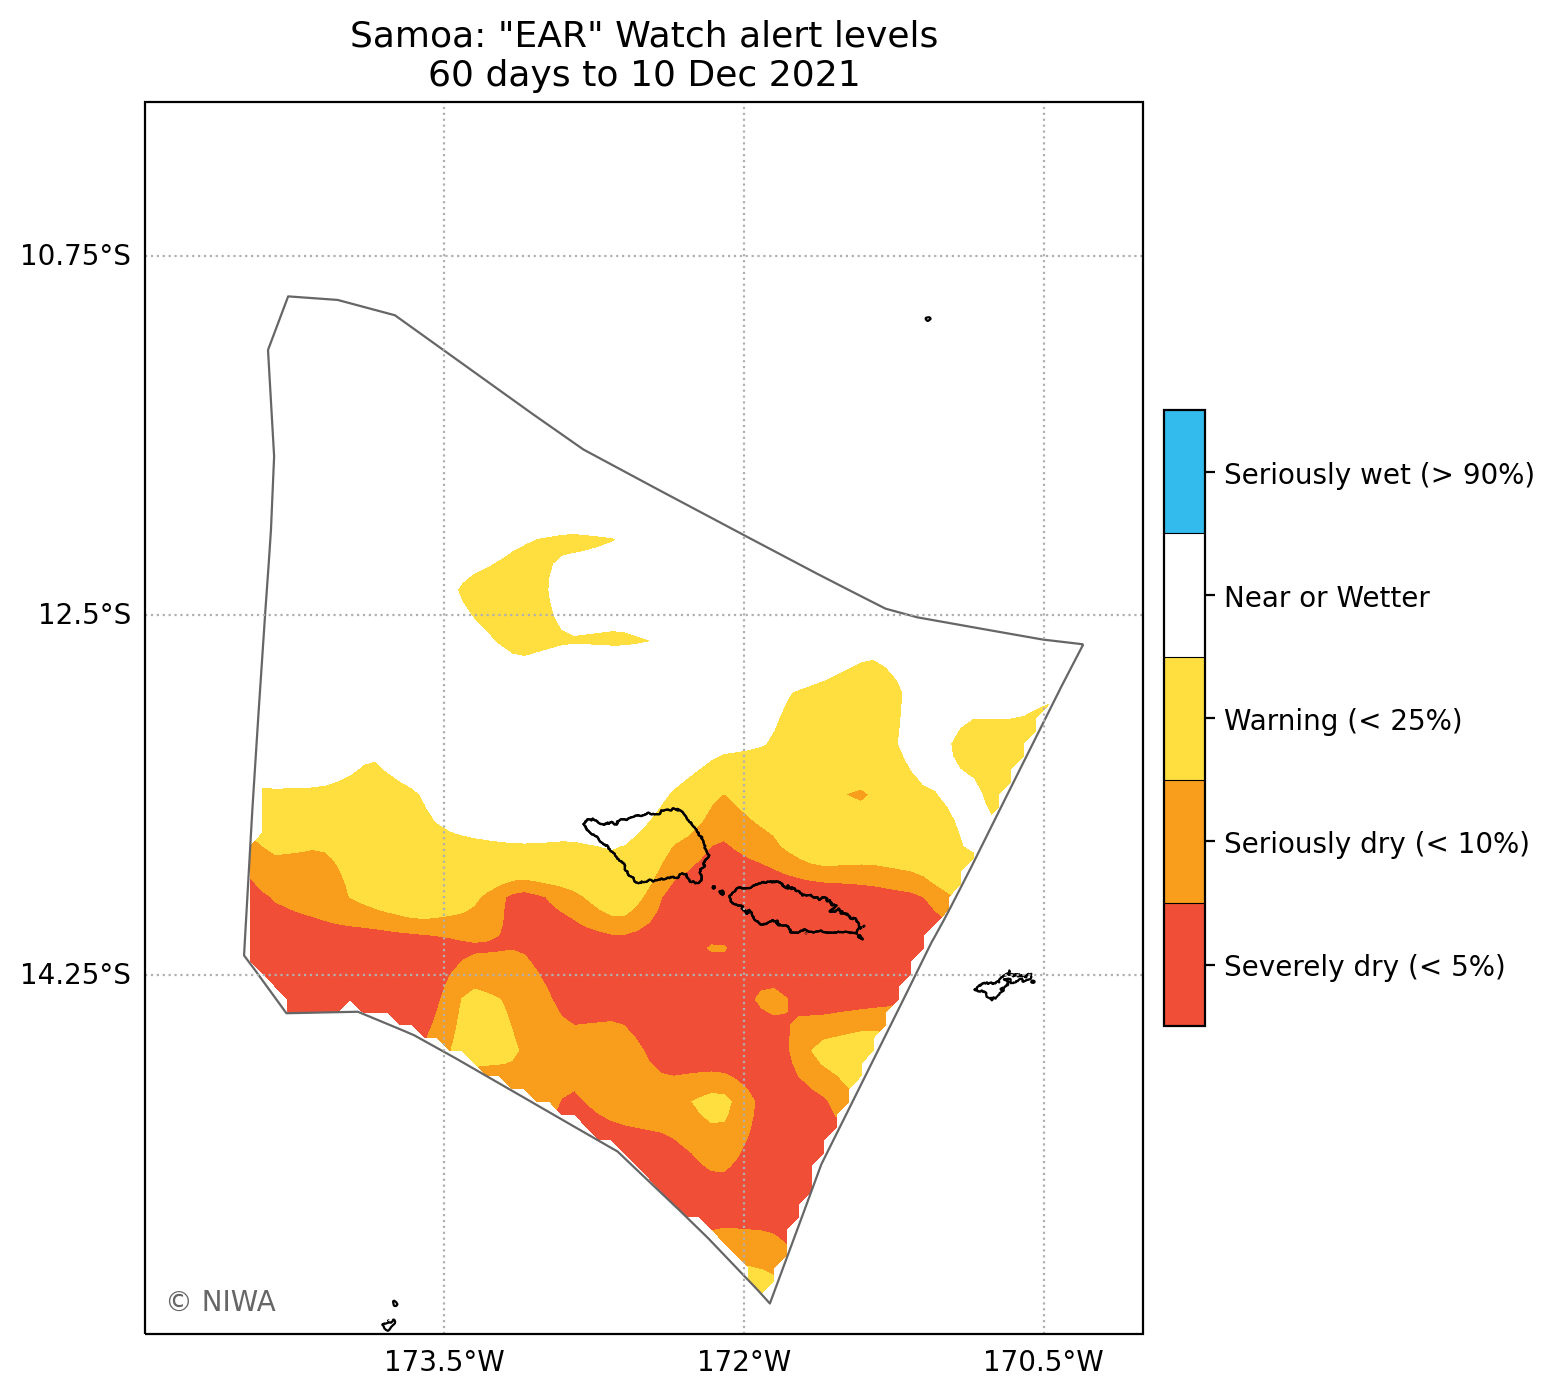 Samoa: "EAR" Watch alert levels
60 days to 10 Dec 2021
10.75°S
12.5°S
14.25°S
173.5°W
172°W
170.5°W
Seriously wet (> 90%)
Near or Wetter
Warning (< 25%)
Seriously dry (< 10%)
Severely dry (< 5%)
© NIWA